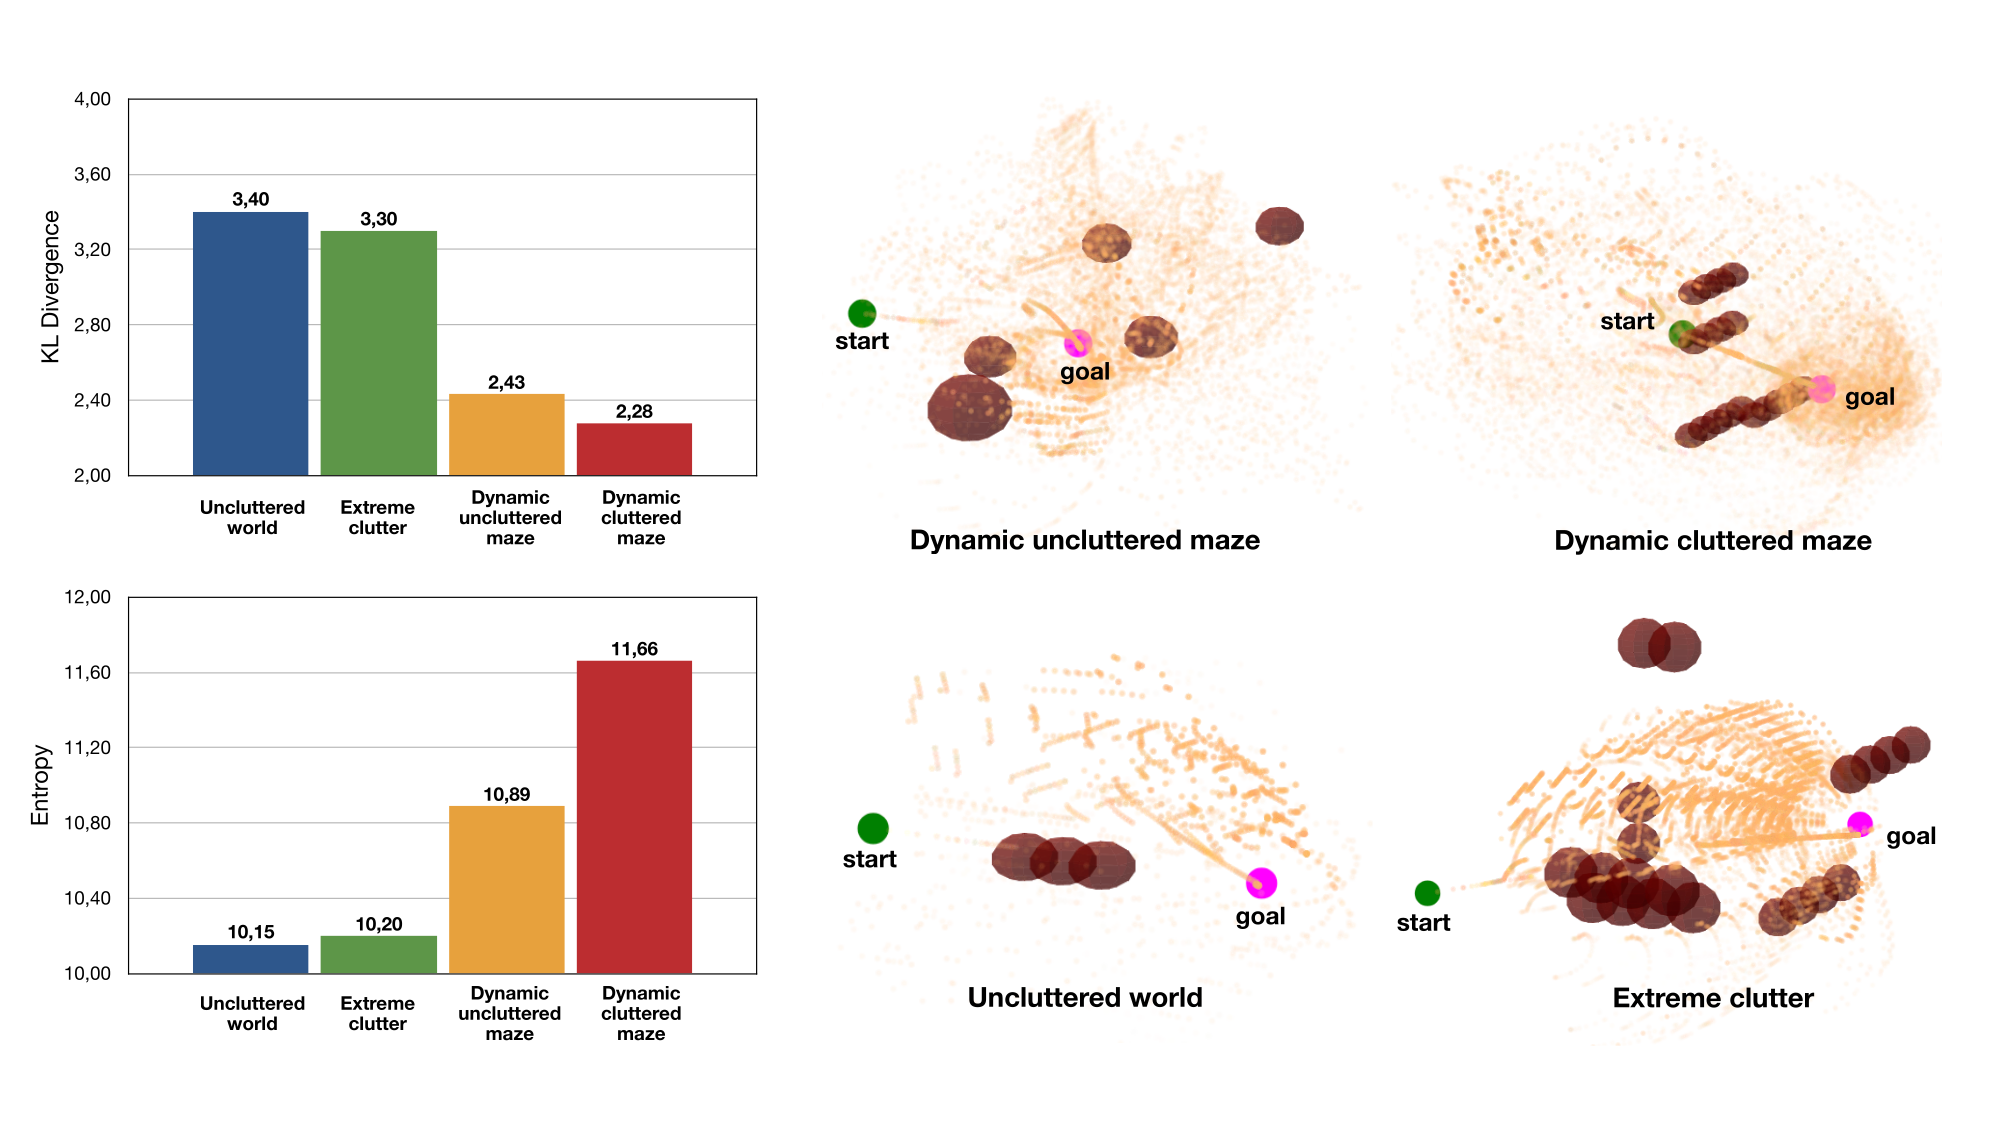 4,00
3,60
3,20
2,80
2,40
2,00
KL Divergence
3,40
3,30
2,43
2,28
Uncluttered
world
Extreme
clutter
Dynamic
uncluttered
maze
Dynamic
cluttered
maze
12,00
11,60
11,20
10,80
10,40
10,00
Entropy
10,15
10,20
10,89
11,66
Uncluttered
world
Extreme
clutter
Dynamic
uncluttered
maze
Dynamic
cluttered
maze
start
goal
Dynamic uncluttered maze
start
goal
Dynamic cluttered maze
start
goal
Uncluttered world
start
goal
Extreme clutter